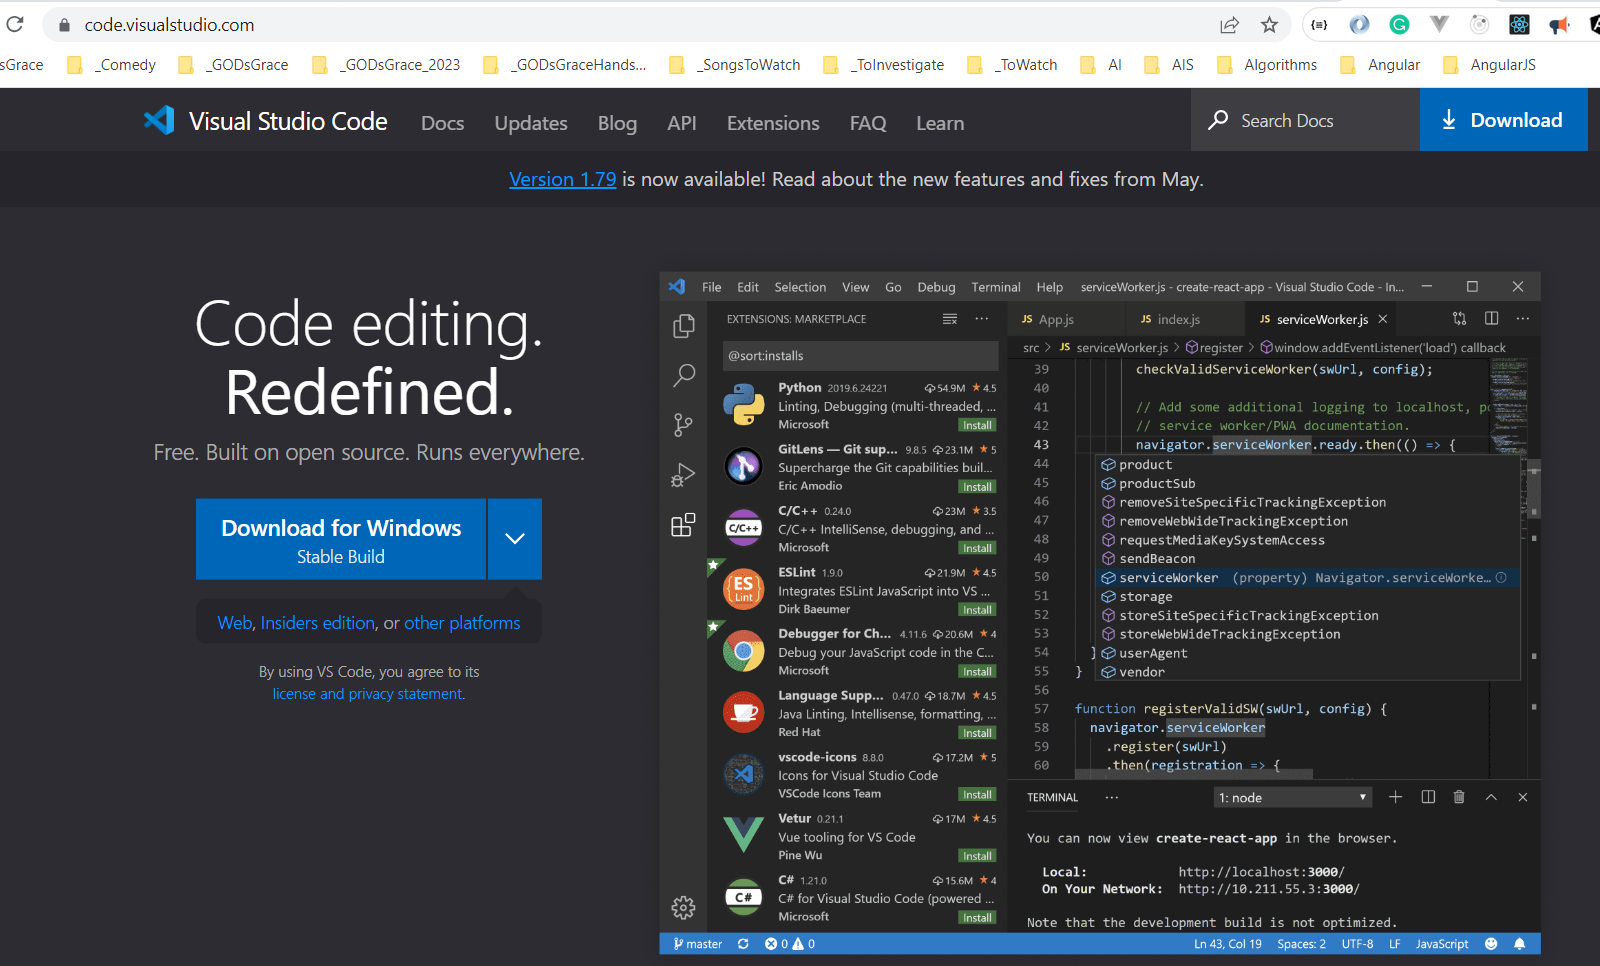 code.visualstudio.com
sGrace _Comedy _GODsGrace _GODsGrace_2023 _GODsGraceHands... _SongsToWatch _ToInvestigate _ToWatch AI AIS Algorithms Angular AngularJS
Visual Studio Code Docs Updates Blog API Extensions FAQ Learn Search Docs Download
Version 1.79 is now available! Read about the new features and fixes from May.
Code editing.
Redefined.
Free. Built on open source. Runs everywhere.
Download for Windows
Stable Build
Web, Insiders edition, or other platforms
By using VS Code, you agree to its
license and privacy statement.
File Edit Selection View Go Debug Terminal Help serviceWorker.js - create-react-app - Visual Studio Code - In...
EXTENSIONS: MARKETPLACE
@sort:installs
Python 2019.6.24221 54.9M ★ 4.5
Linting, Debugging (multi-threaded, ...
Microsoft Install
GitLens — Git sup... 9.8.5 23.1M ★ 5
Supercharge the Git capabilities buil...
Eric Amodio Install
C/C++
C/C++ 0.24.0 23M ★ 3.5
C/C++ IntelliSense, debugging, and ...
Microsoft Install
ES
Lint
ESLint 1.9.0 21.9M ★ 4.5
Integrates ESLint JavaScript into VS ...
Dirk Baeumer Install
Debugger for Ch... 4.11.6 20.6M ★ 4
Debug your JavaScript code in the C...
Microsoft Install
Language Supp... 0.47.0 18.7M ★ 4.5
Java Linting, Intellisense, formatting, ...
Red Hat Install
vscode-icons 8.8.0 17.2M ★ 5
Icons for Visual Studio Code
VSCode Icons Team Install
Vetur 0.21.1 17M ★ 4.5
Vue tooling for VS Code
Pine Wu Install
C#
C# 1.21.0 15.6M ★ 4
C# for Visual Studio Code (powered ...
Microsoft Install
JS App.js JS index.js JS serviceWorker.js
src > JS serviceWorker.js > register > window.addEventListener('load') callback
39 checkValidServiceWorker(swUrl, config);
40
41 // Add some additional logging to localhost, po
42 // service worker/PWA documentation.
43 navigator.serviceWorker.ready.then(() => {
44 product
45 productSub
46 removeSiteSpecificTrackingException
47 removeWebWideTrackingException
48 requestMediaKeySystemAccess
49 sendBeacon
50 serviceWorker (property) Navigator.serviceWorke...
51 storage
52 storeSiteSpecificTrackingException
53 storeWebWideTrackingException
54 } userAgent
55 } vendor
56
57 function registerValidSW(swUrl, config) {
58 navigator.serviceWorker
59 .register(swUrl)
60 .then(registration => {
TERMINAL ... 1: node
You can now view create-react-app in the browser.
Local: http://localhost:3000/
On Your Network: http://10.211.55.3:3000/
Note that the development build is not optimized.
master 0 0 Ln 43, Col 19 Spaces: 2 UTF-8 LF JavaScript